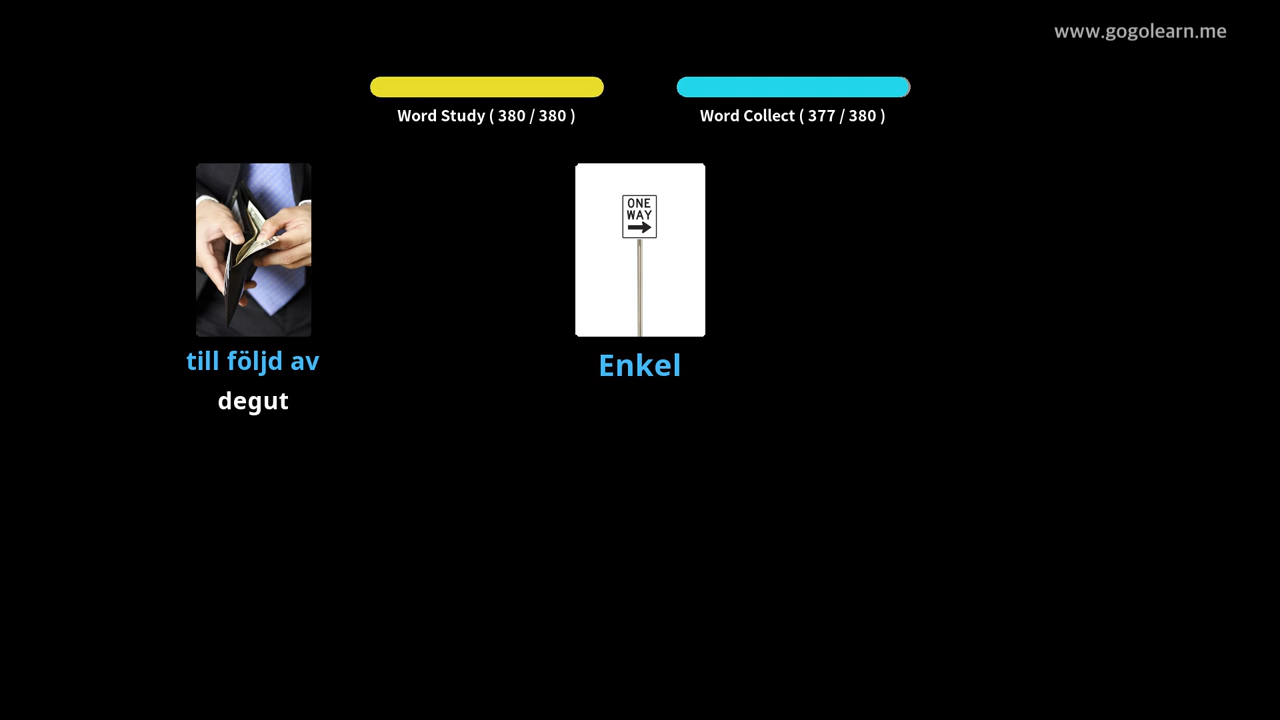 www.gogolearn.me
Word Study ( 380 / 380 )
Word Collect ( 377 / 380 )
ONE
WAY
till följd av
Enkel
degut